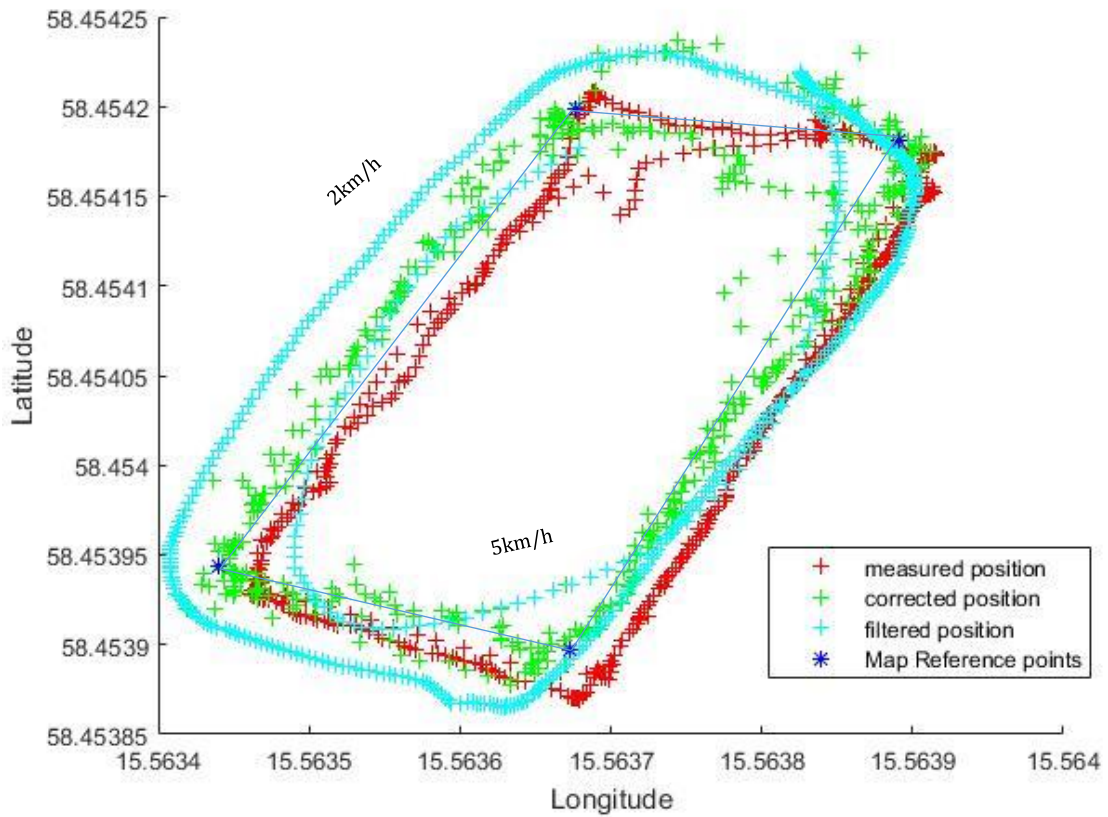 58.45425
58.4542
58.45415
58.4541
58.45405
58.454
58.45395
58.4539
58.45385
Latitude
2km/h
5km/h
measured position
corrected position
filtered position
Map Reference points
15.5634
15.5635
15.5636
15.5637
15.5638
15.5639
15.564
Longitude